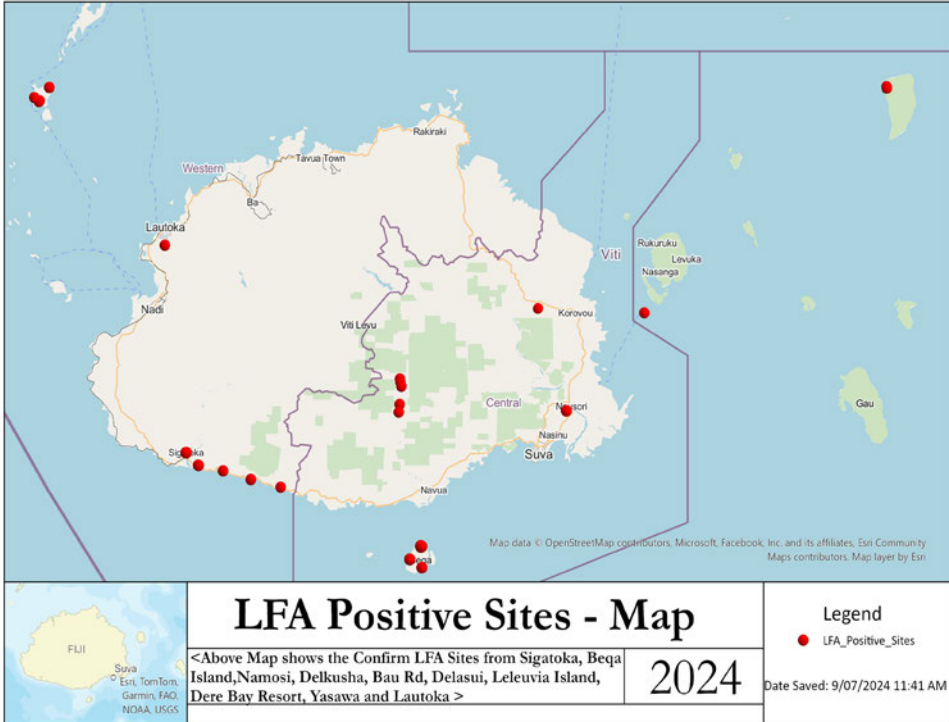 Rakiraki
Tavua Town
Western
Ba
Lautoka
Viti
Rukuruku
Levuka
Nasanga
Nadi
Viti Levu
Korovou
Central
Gau
Nasinu
Suva
Navua
Map data © OpenStreetMap contributors, Microsoft, Facebook, Inc. and its affiliates, Esri Community
Maps contributors, Map layer by Esri
FIJI
Suva
Esri, TomTom,
Garmin, FAO,
NOAA, USGS
LFA Positive Sites - Map
<Above Map shows the Confirm LFA Sites from Sigatoka, Beqa
Island,Namosi, Delkusha, Bau Rd, Delasui, Leleuvia Island,
Dere Bay Resort, Yasawa and Lautoka >
2024
Legend
LFA_Positive_Sites
Date Saved: 9/07/2024 11:41 AM